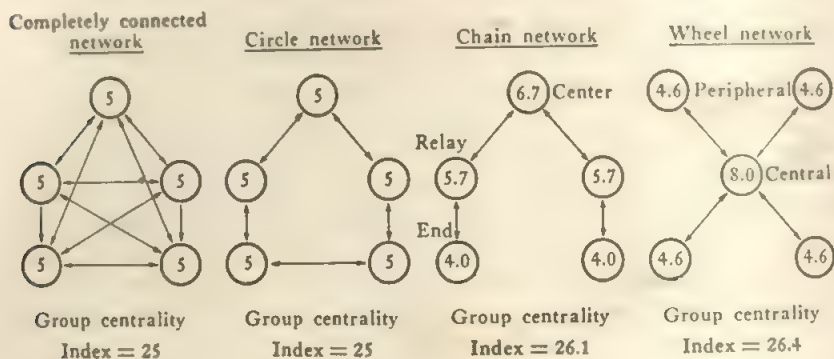 Completely connected
network
Circle network
Chain network
Wheel network
5
5
5
5
5
5
5
5
5
5
6.7 Center
Relay
5.7
5.7
End
4.0
4.0
4.6 Peripheral 4.6
8.0 Central
4.6
4.6
Group centrality
Index = 25
Group centrality
Index = 25
Group centrality
Index = 26.1
Group centrality
Index = 26.4